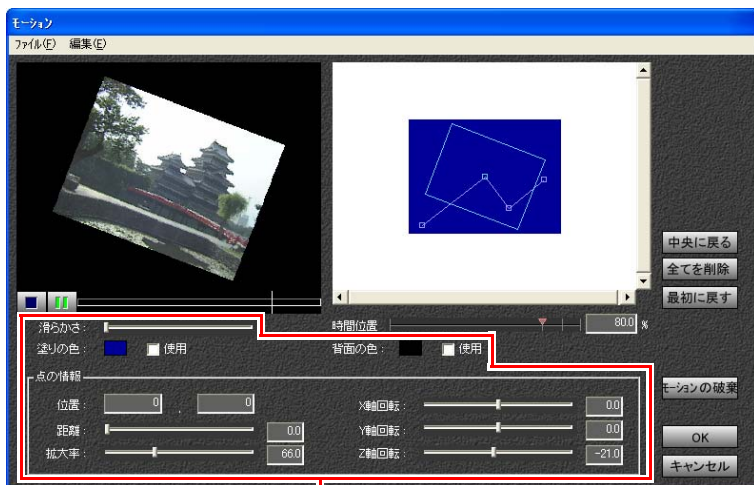 モーション
ファイル(F) 編集(E)
中央に戻る
全てを削除
最初に戻す
滑らかさ：
時間位置 80.0 %
塗りの色： 使用
背面の色： 使用
点の情報
位置： 0 , 0
X軸回転： 0.0
距離： 0.0
Y軸回転： 0.0
拡大率： 66.0
Z軸回転： -21.0
モーションの破棄
OK
キャンセル